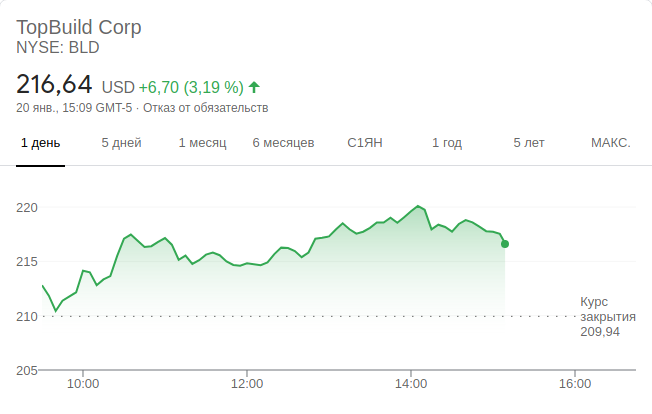 TopBuild Corp
NYSE: BLD
216,64 USD +6,70 (3,19 %)
20 янв., 15:09 GMT-5 · Отказ от обязательств
1 день 5 дней 1 месяц 6 месяцев С1ЯН 1 год 5 лет МАКС.
220
215
210
Курс
закрытия
209,94
205
10:00 12:00 14:00 16:00